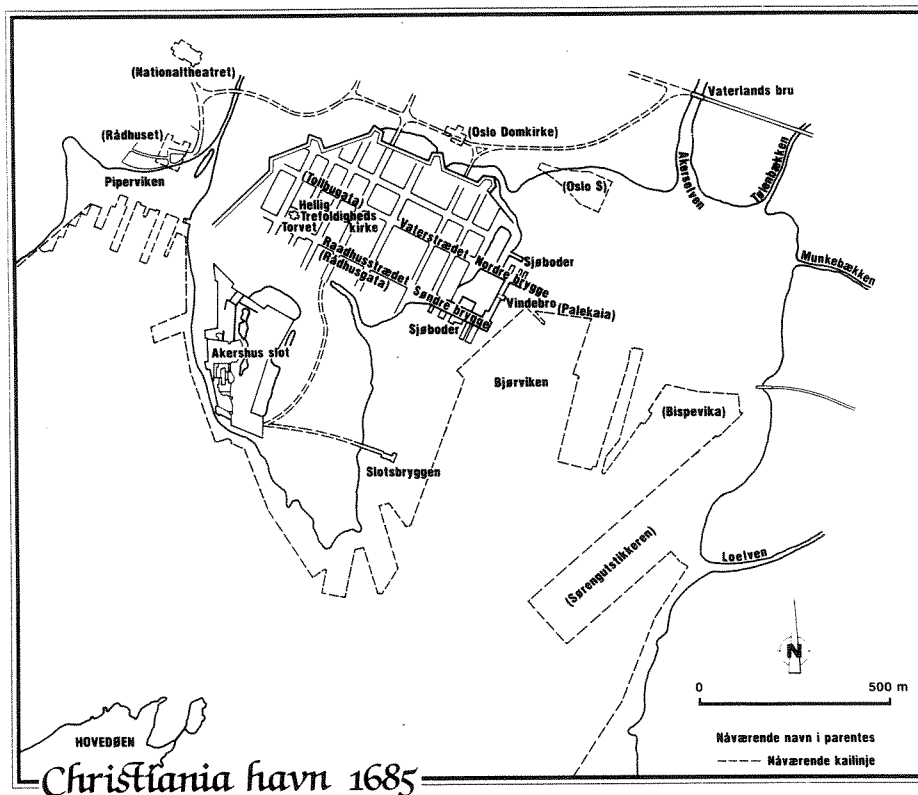 (Nationaltheatret)
Vaterlands bru
(Rådhuset)
(Oslo Domkirke)
Piperviken
Akerselven
Tøienbækken
(Oslo S)
(Tollbugata)
Hellig
Trefoldigheds
Torvet kirke
Vaterstrædet
Nordre brygge
Sjøboder
Munkebækken
Raadhusstrædet
(Rådhusgata)
Søndre brygge
Vindebro
(Palekaia)
Sjøboder
Akershus slot
Bjørviken
(Bispevika)
Slotsbryggen
Loelven
(Sørengutstikkeren)
N
0 500 m
HOVEDØEN
Nåværende navn i parentes
Nåværende kailinje
Christiania havn 1685